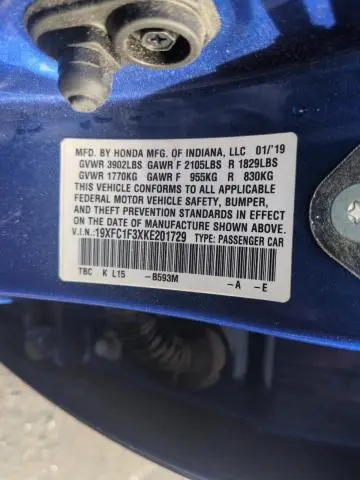 MFD. BY HONDA MFG. OF INDIANA, LLC 01/'19
GVWR 3902LBS GAWR F 2105LBS R 1829LBS
GVWR 1770KG GAWR F 955KG R 830KG
THIS VEHICLE CONFORMS TO ALL APPLICABLE
FEDERAL MOTOR VEHICLE SAFETY, BUMPER,
AND THEFT PREVENTION STANDARDS IN EFFECT
ON THE DATE OF MANUFACTURE SHOWN ABOVE.
V.I.N.:19XFC1F3XKE201729 TYPE: PASSENGER CAR
TBC K L15 -B593M -A -E